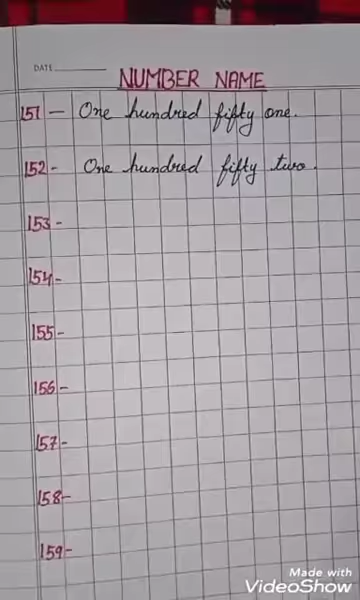 DATE
NUMBER NAME
151 - One hundred fifty one.
152 - One hundred fifty two.
153 -
154 -
155 -
156 -
157 -
158 -
159 -
Made with
VideoShow